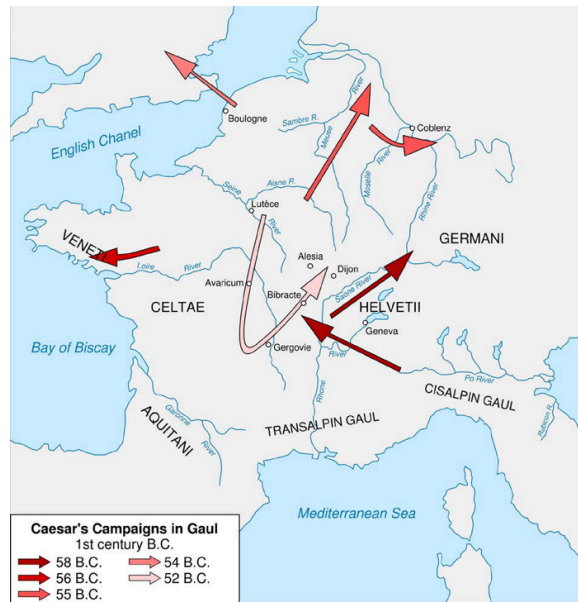 River
Boulogne
Sambre R.
Meuse
Coblenz
English Chanel
River
Moselle
Aisne R.
Seine
Rhine River
Lutèce
River
VENETI
GERMANI
Loire River
Alesia
Dijon
Avaricum
Saone River
Bibracte
CELTAE
HELVETII
Geneva
Bay of Biscay
Gergovie
River
Po River
CISALPIN GAUL
Rhone
Rubicon R.
Garonne
River
AQUITANI
TRANSALPIN GAUL
Mediterranean Sea
Caesar's Campaigns in Gaul
1st century B.C.
58 B.C.
54 B.C.
56 B.C.
52 B.C.
55 B.C.